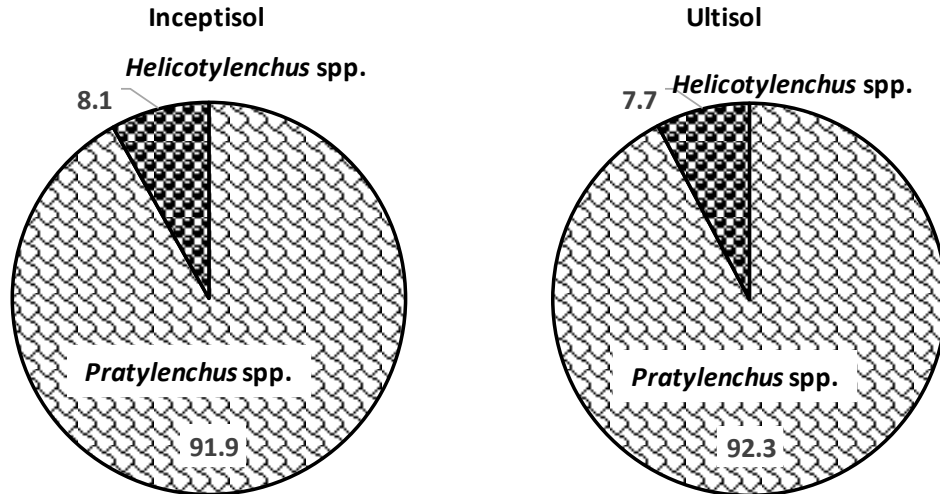 Inceptisol
Helicotylenchus spp.
8.1
Pratylenchus spp.
91.9
Ultisol
Helicotylenchus spp.
7.7
Pratylenchus spp.
92.3